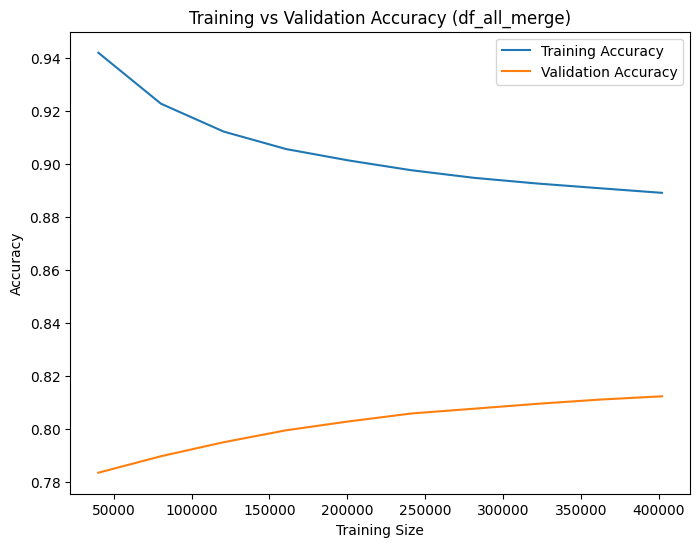 Training vs Validation Accuracy (df_all_merge)
Training Accuracy
Validation Accuracy
Accuracy
0.94
0.92
0.90
0.88
0.86
0.84
0.82
0.80
0.78
50000 100000 150000 200000 250000 300000 350000 400000
Training Size